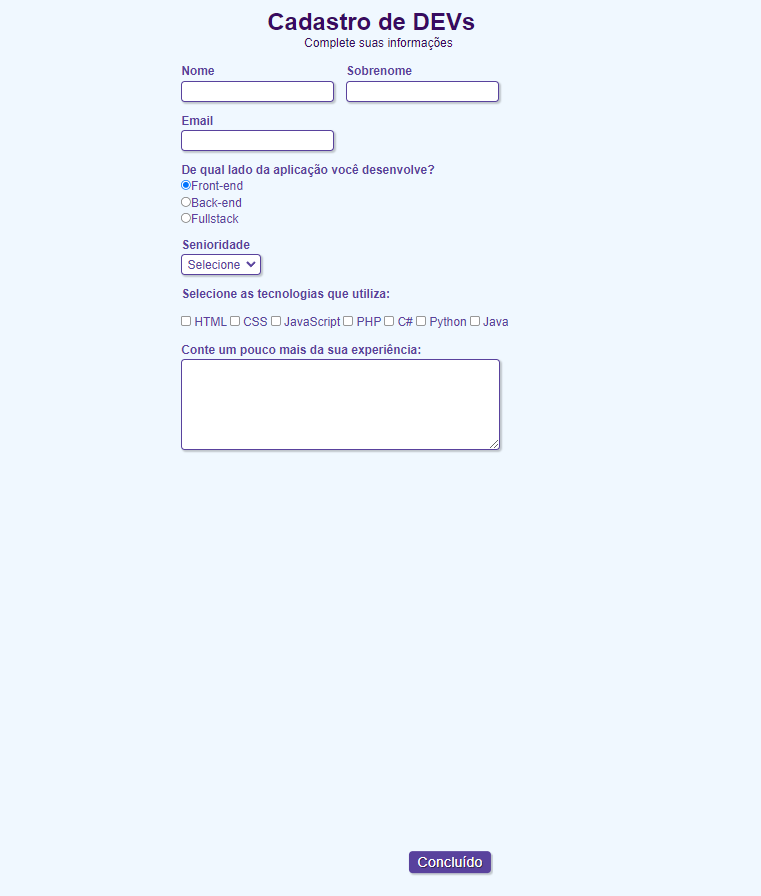 Cadastro de DEVs
Complete suas informações
Nome Sobrenome
Email
De qual lado da aplicação você desenvolve?
Front-end
Back-end
Fullstack
Senioridade
Selecione
Selecione as tecnologias que utiliza:
HTML CSS JavaScript PHP C# Python Java
Conte um pouco mais da sua experiência:
Concluído